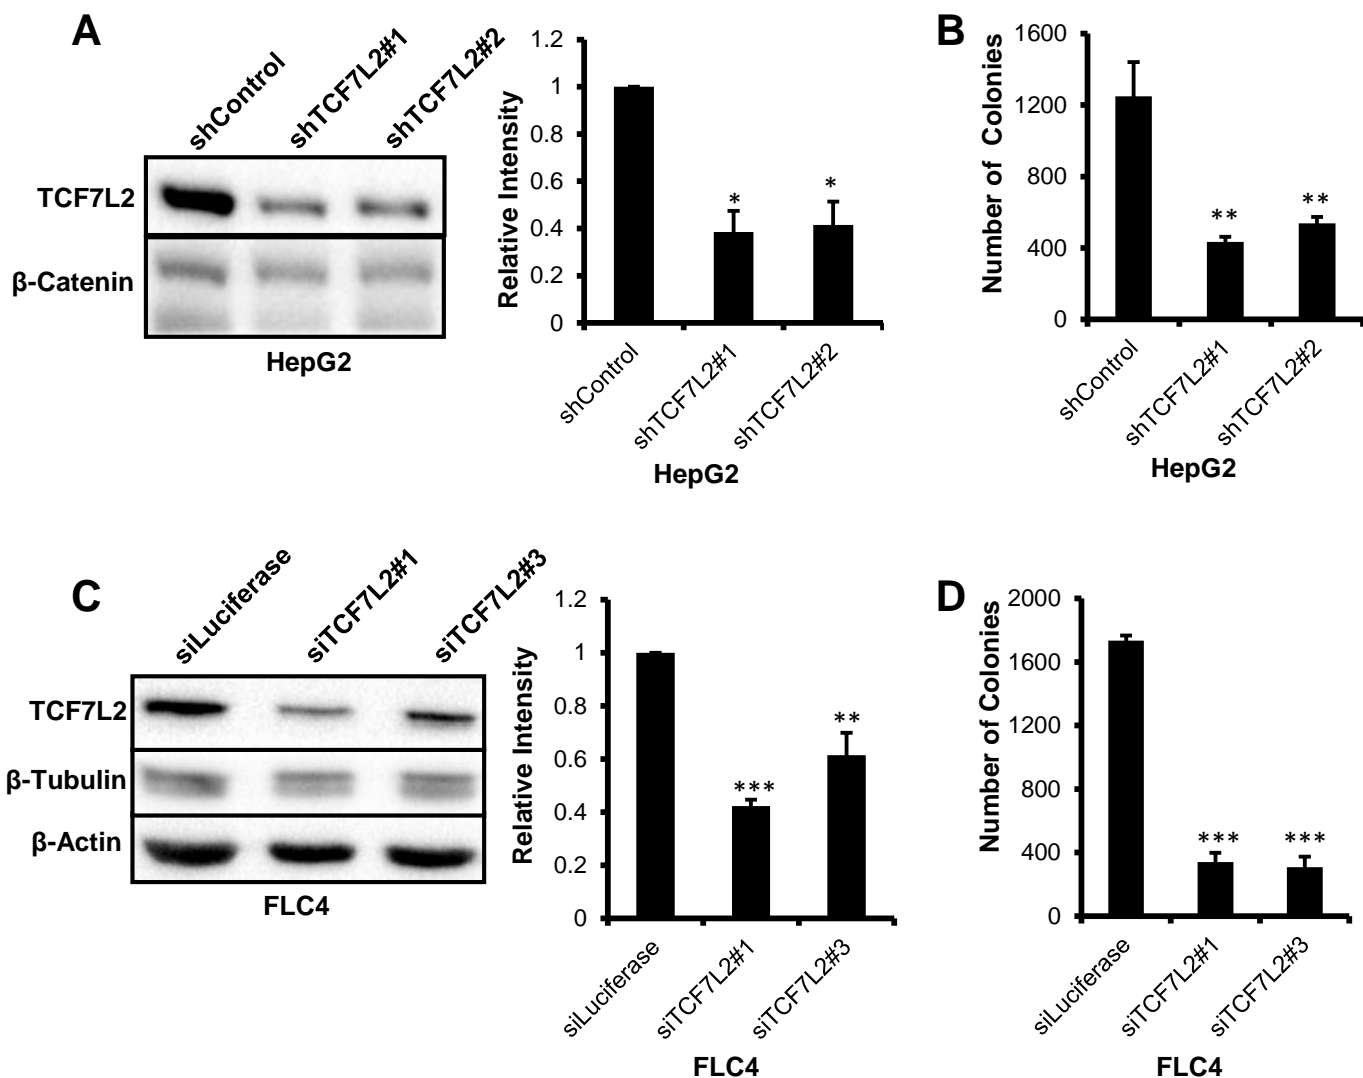 A
shControl
shTCF7L2#1
shTCF7L2#2
TCF7L2
β-Catenin
HepG2
Relative Intensity
1.2
1
0.8
0.6
0.4
0.2
0
*
*
shControl
shTCF7L2#1
shTCF7L2#2
HepG2
B
Number of Colonies
1600
1200
800
400
0
**
**
shControl
shTCF7L2#1
shTCF7L2#2
HepG2
C
siLuciferase
siTCF7L2#1
siTCF7L2#3
TCF7L2
β-Tubulin
β-Actin
FLC4
Relative Intensity
1.2
1
0.8
0.6
0.4
0.2
0
***
**
siLuciferase
siTCF7L2#1
siTCF7L2#3
FLC4
D
Number of Colonies
2000
1600
1200
800
400
0
***
***
siLuciferase
siTCF7L2#1
siTCF7L2#3
FLC4